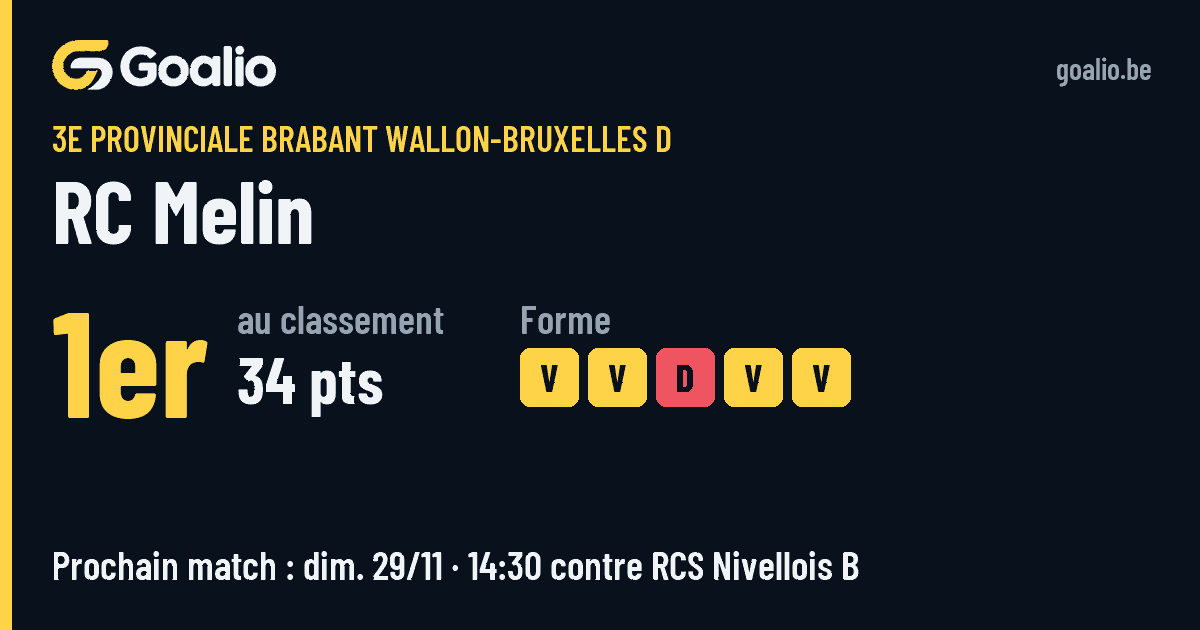 Goalio
goalio.be
3E PROVINCIALE BRABANT WALLON-BRUXELLES D
RC Melin
1er
au classement
34 pts
Forme
V V D V V
Prochain match : dim. 29/11 · 14:30 contre RCS Nivellois B